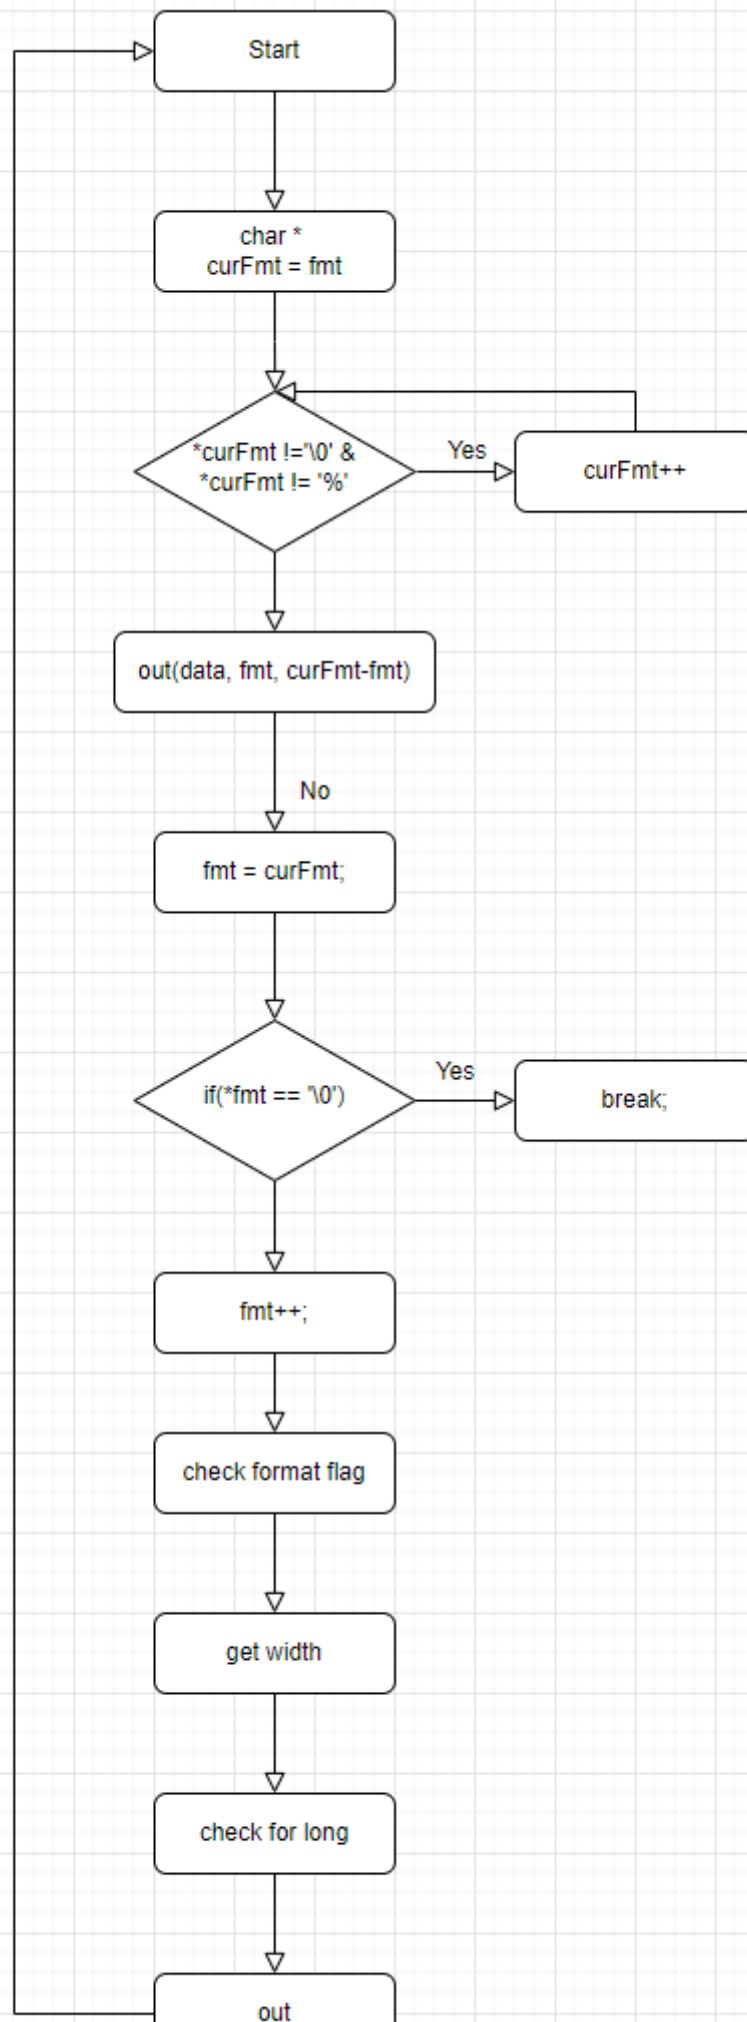 Start
char *
curFmt = fmt
*curFmt !='\0' &
*curFmt != '%'
Yes
curFmt++
out(data, fmt, curFmt-fmt)
No
fmt = curFmt;
if(*fmt == '\0')
Yes
break;
fmt++;
check format flag
get width
check for long
out